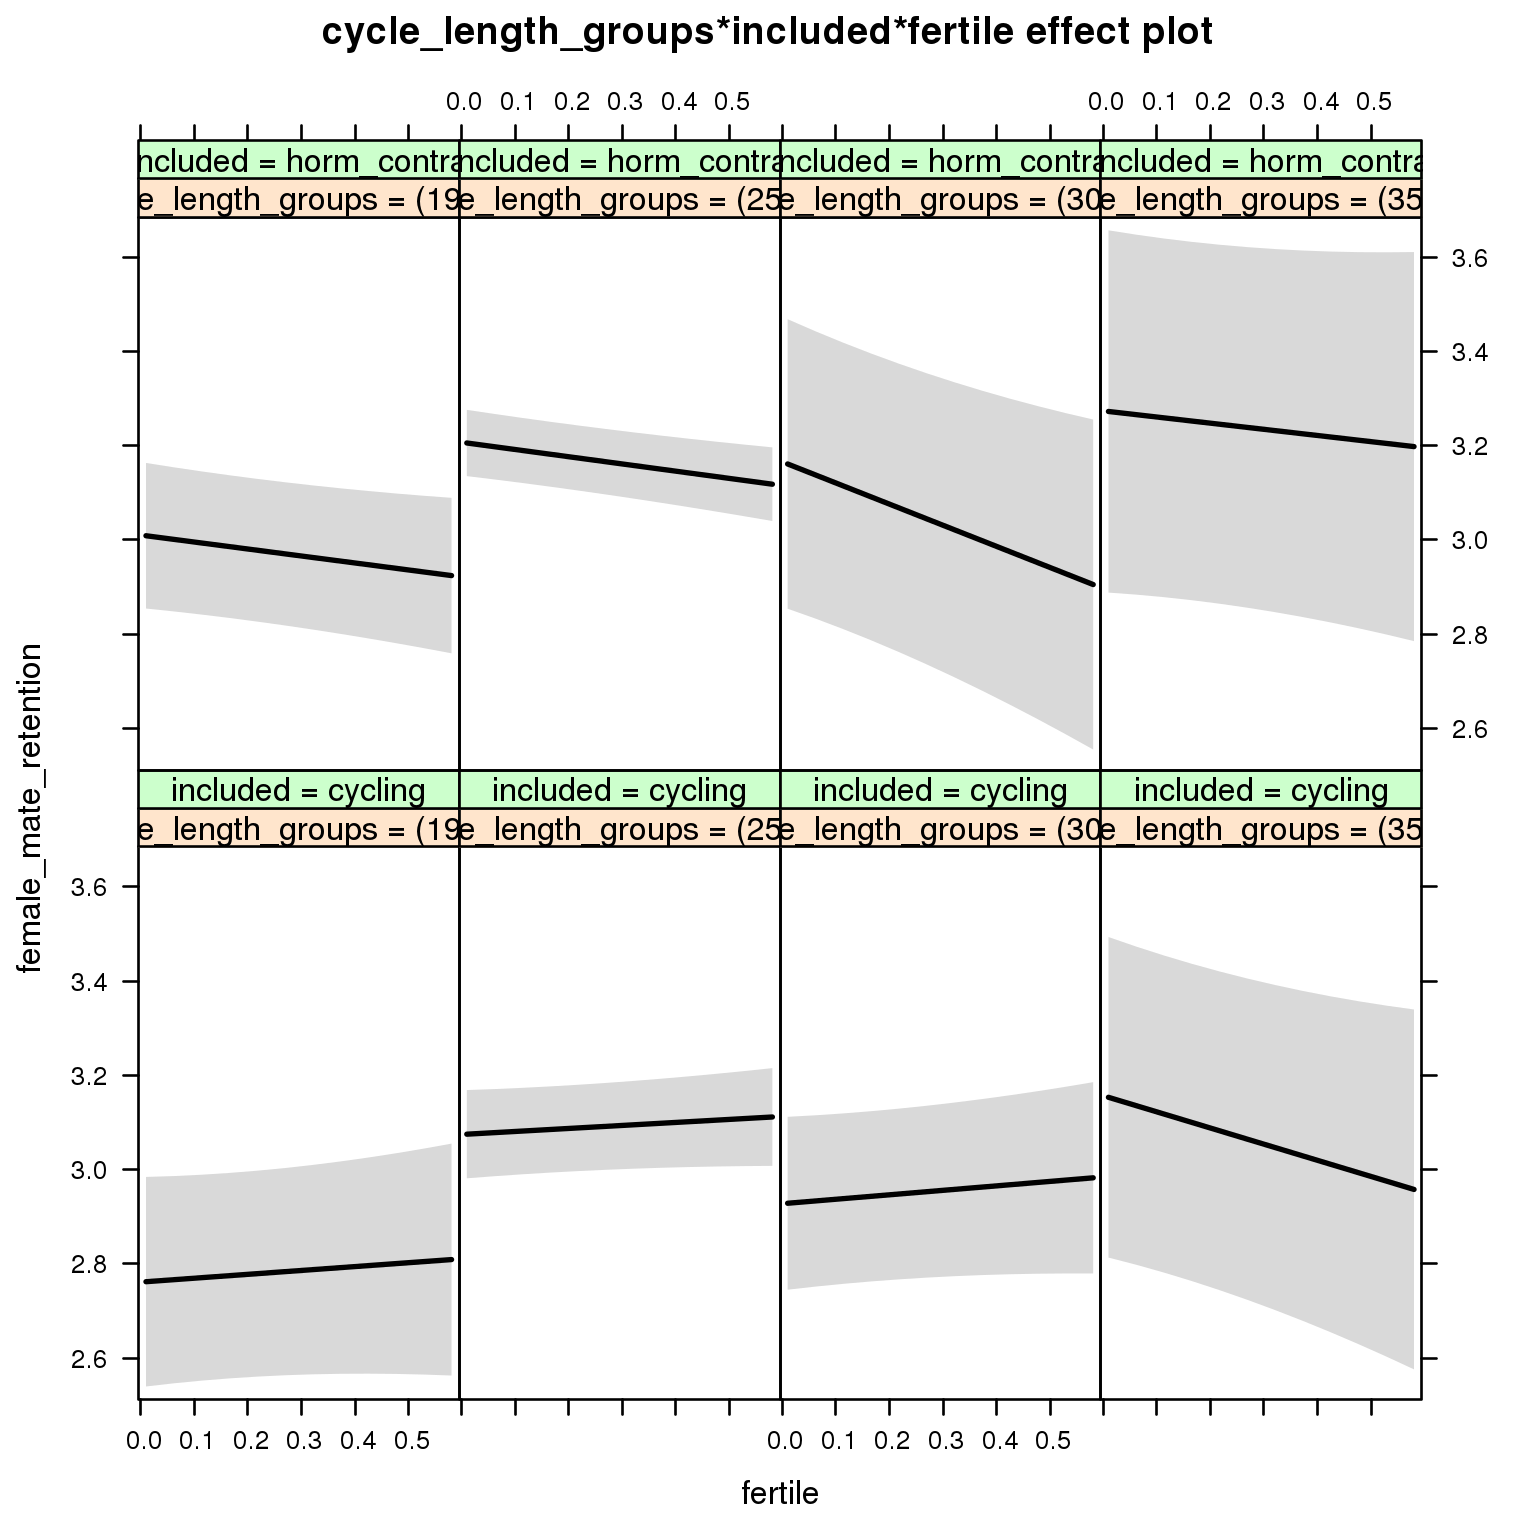 cycle_length_groups*included*fertile effect plot
0.0 0.1 0.2 0.3 0.4 0.5 0.0 0.1 0.2 0.3 0.4 0.5
ncluded = horm_contra ncluded = horm_contra ncluded = horm_contra ncluded = horm_contra
e_length_groups = (19 e_length_groups = (25 e_length_groups = (30 e_length_groups = (35
3.6
3.4
3.2
3.0
2.8
2.6
female_mate_retention
included = cycling included = cycling included = cycling included = cycling
e_length_groups = (19 e_length_groups = (25 e_length_groups = (30 e_length_groups = (35
3.6
3.4
3.2
3.0
2.8
2.6
0.0 0.1 0.2 0.3 0.4 0.5 0.0 0.1 0.2 0.3 0.4 0.5
fertile